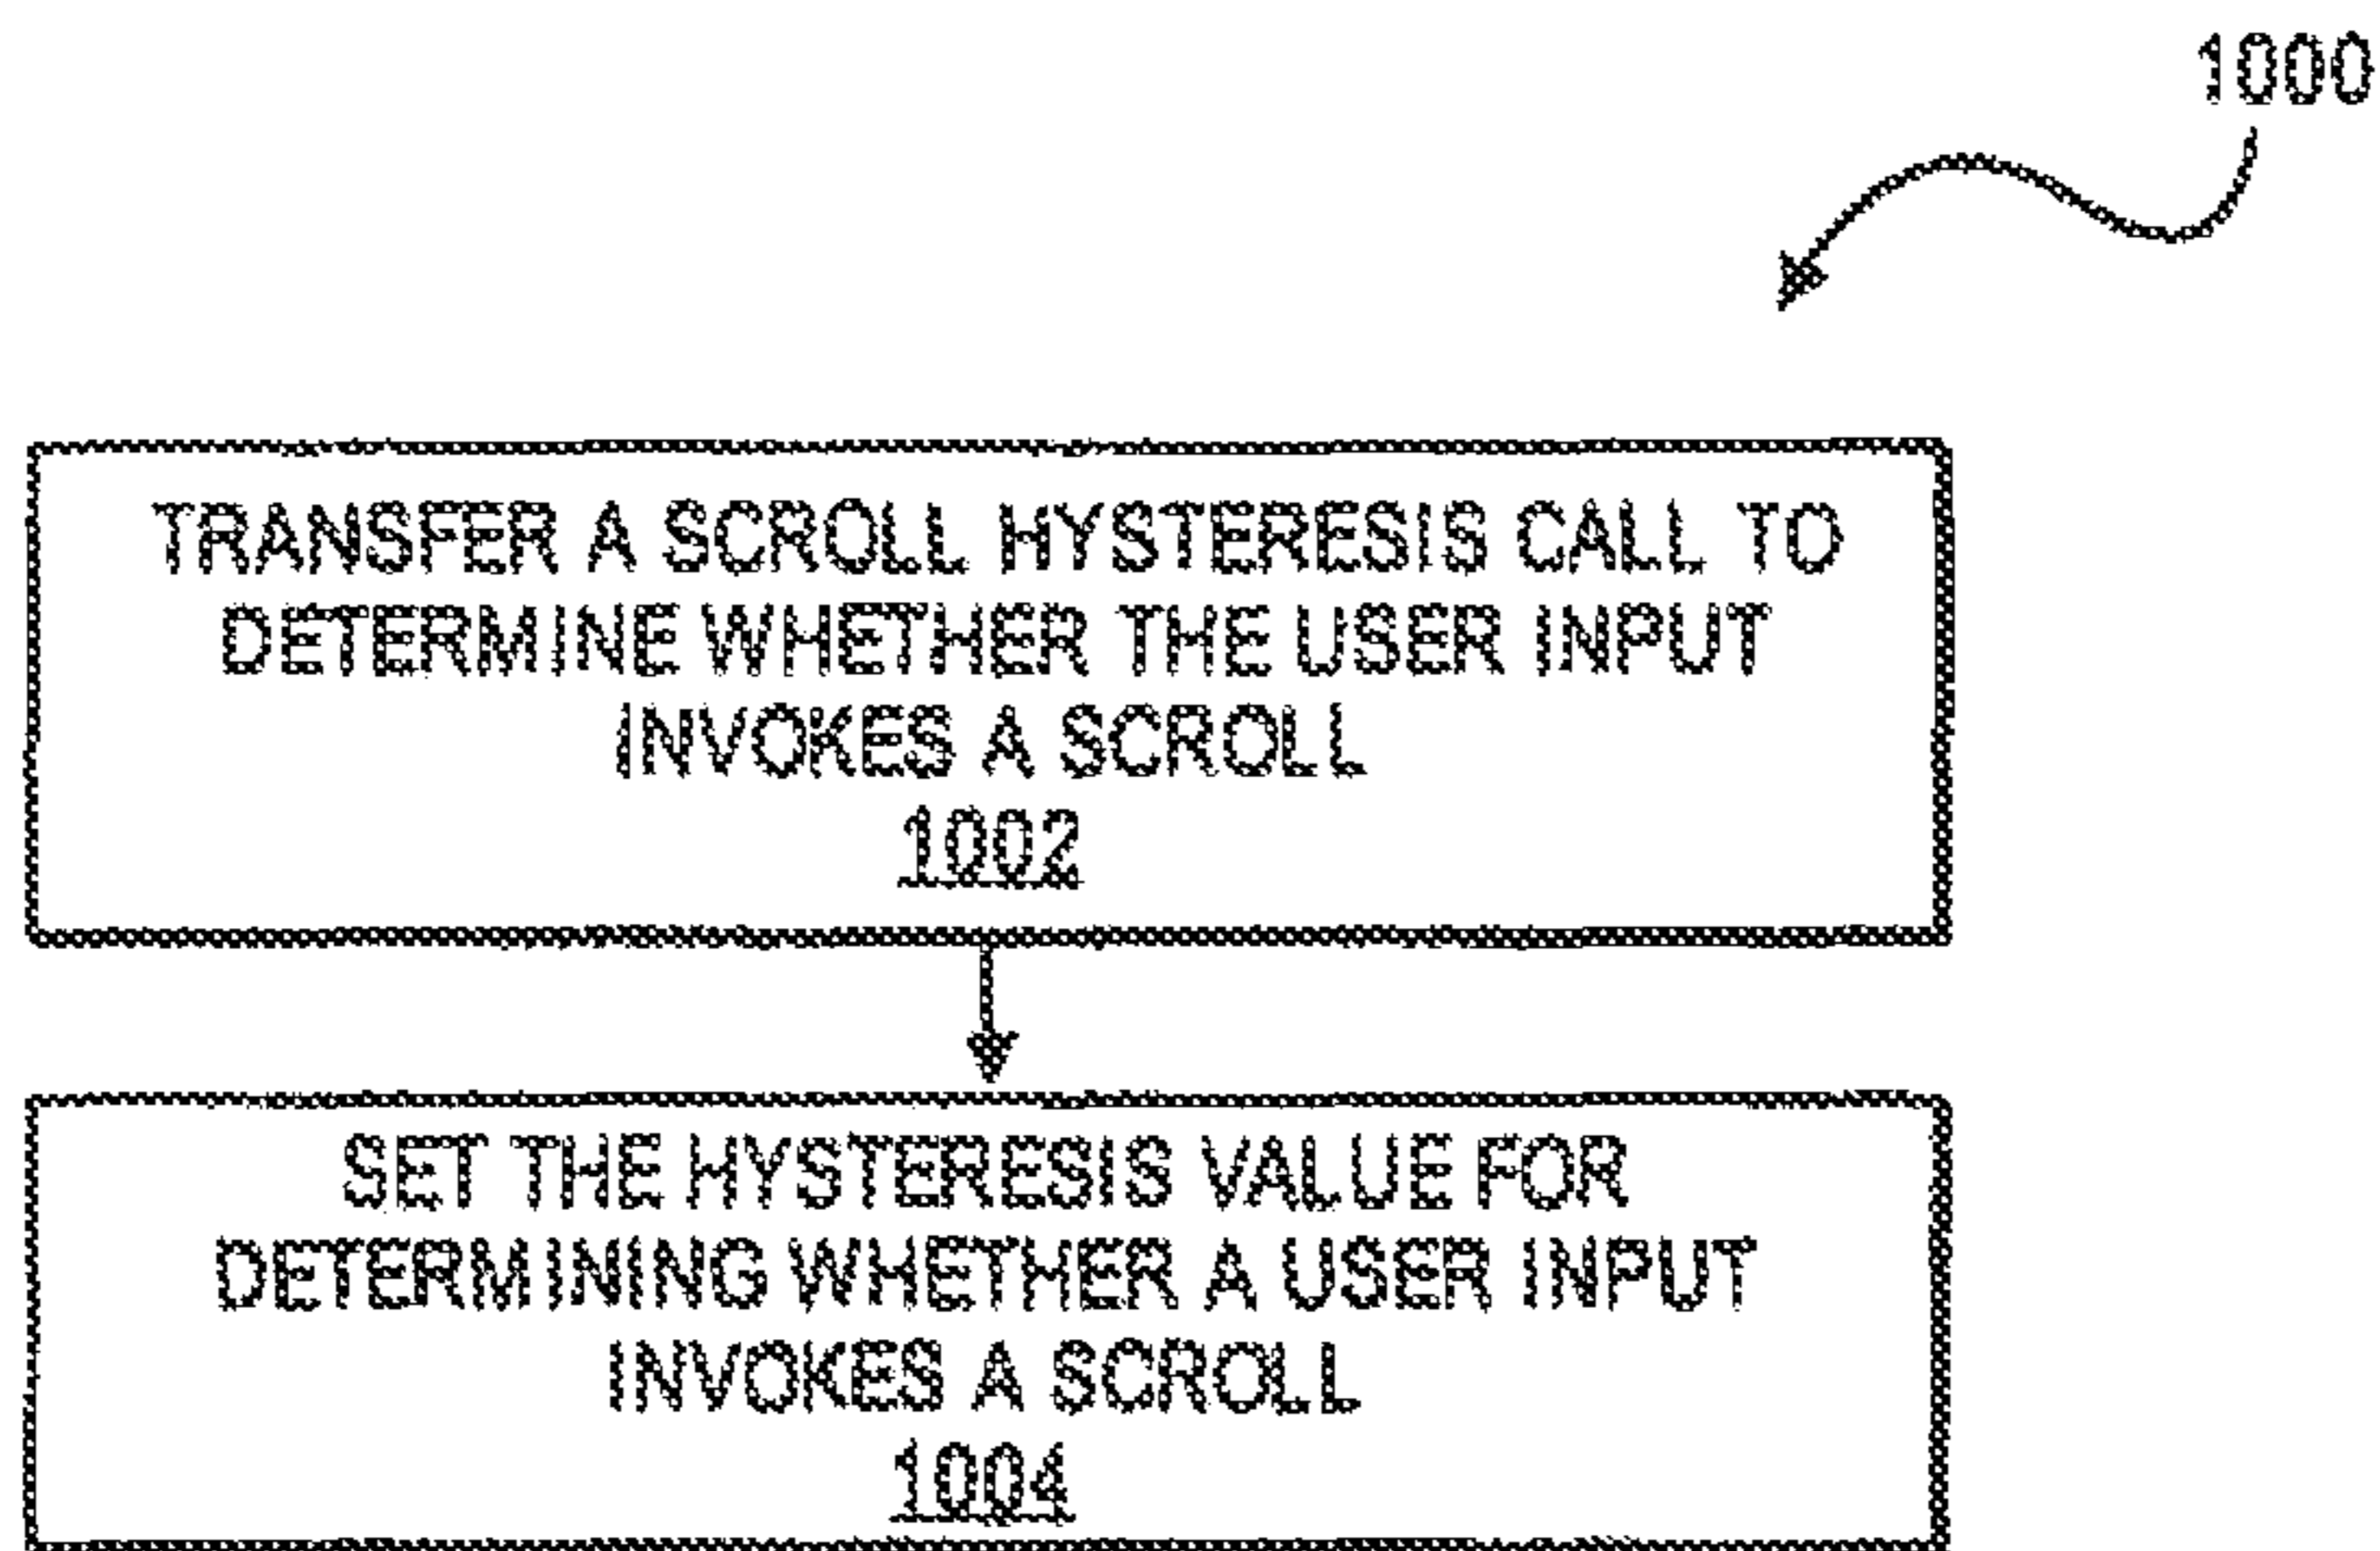 1000
TRANSFER A SCROLL HYSTERESIS CALL TO
DETERMINE WHETHER THE USER INPUT
INVOKES A SCROLL
1002
SET THE HYSTERESIS VALUE FOR
DETERMINING WHETHER A USER INPUT
INVOKES A SCROLL
1004